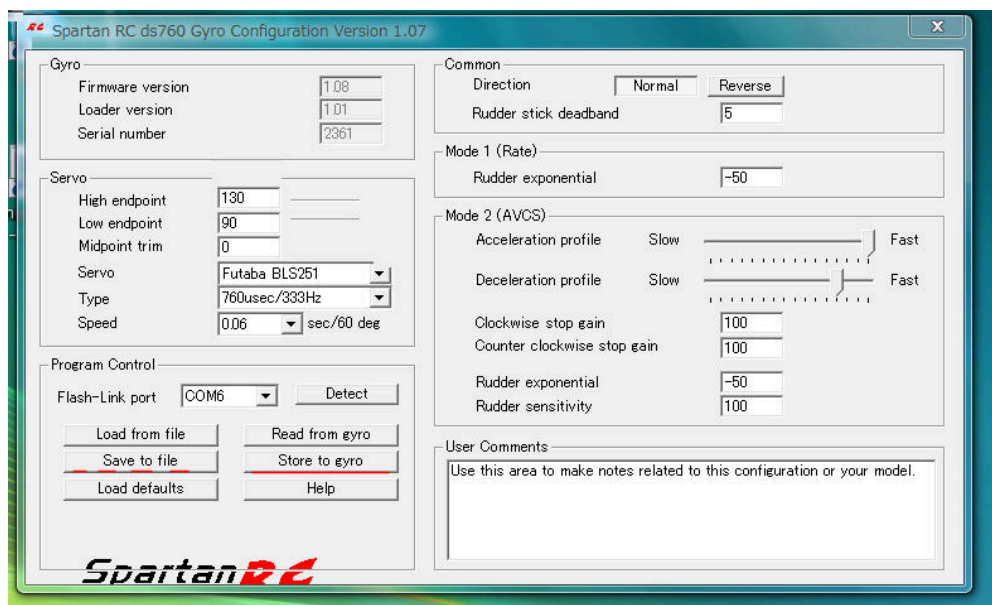 RC Spartan RC ds760 Gyro Configuration Version 1.07
X
Gyro
Firmware version 1.08
Loader version 1.01
Serial number 2361
Servo
High endpoint 130
Low endpoint 90
Midpoint trim 0
Servo Futaba BLS251
Type 760usec/333Hz
Speed 0.06 sec/60 deg
Program Control
Flash-Link port COM6 Detect
Load from file Read from gyro
Save to file Store to gyro
Load defaults Help
Spartan RC
Common
Direction Normal Reverse
Rudder stick deadband 5
Mode 1 (Rate)
Rudder exponential -50
Mode 2 (AVCS)
Acceleration profile Slow Fast
Deceleration profile Slow Fast
Clockwise stop gain 100
Counter clockwise stop gain 100
Rudder exponential -50
Rudder sensitivity 100
User Comments
Use this area to make notes related to this configuration or your model.